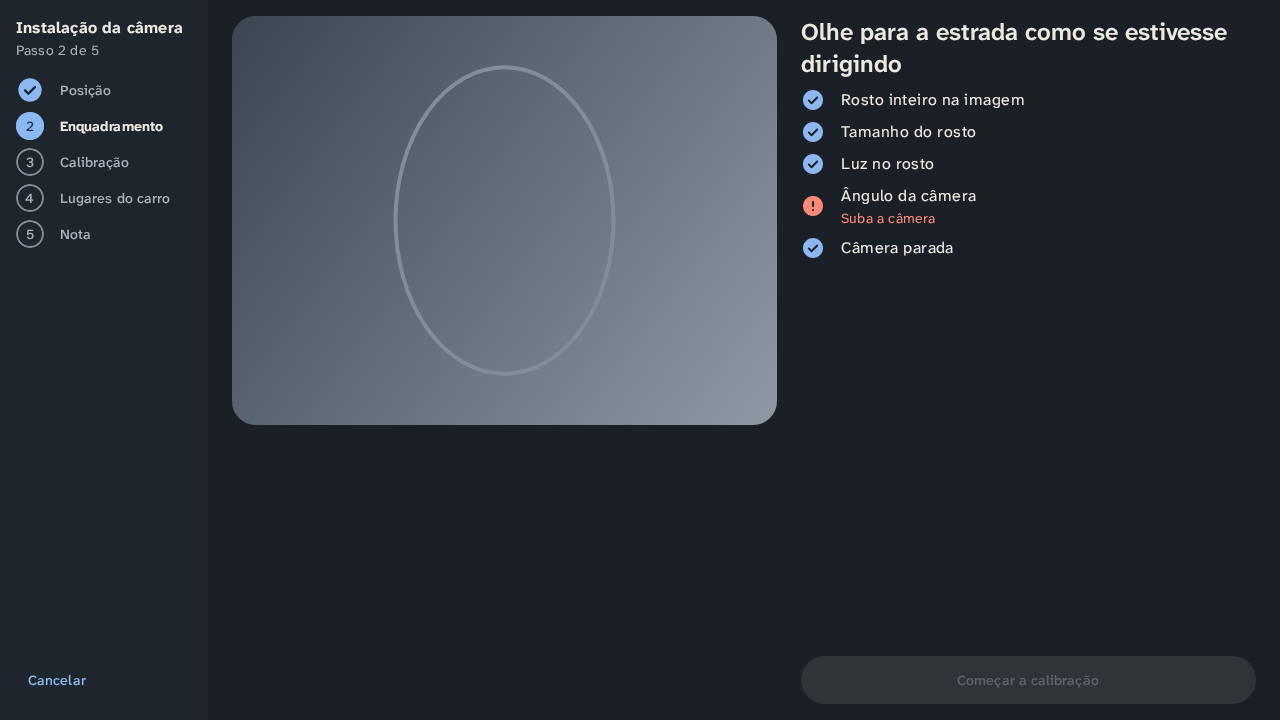 Instalação da câmera
Passo 2 de 5
Posição
2 Enquadramento
3 Calibração
4 Lugares do carro
5 Nota
Cancelar
Olhe para a estrada como se estivesse
dirigindo
Rosto inteiro na imagem
Tamanho do rosto
Luz no rosto
Ângulo da câmera
Suba a câmera
Câmera parada
Começar a calibração